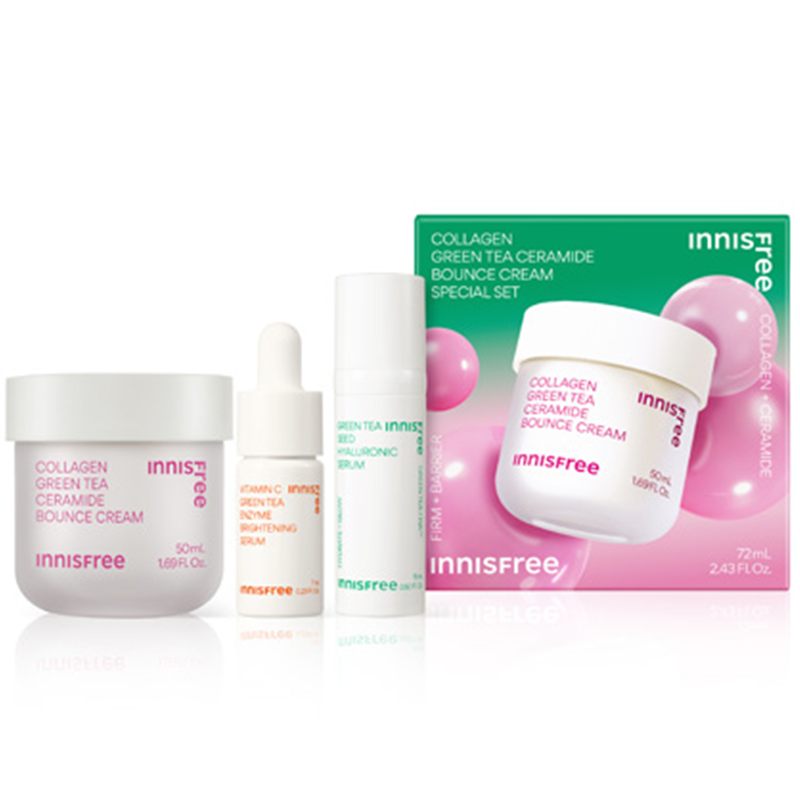 COLLAGEN
GREEN TEA
CERAMIDE
BOUNCE CREAM
INNISFree
INNISFree
50mL
1.69 FL.Oz.
VITAMIN C
GREEN TEA
ENZYME
BRIGHTENING
SERUM
INNISFree
INNISFree
GREEN TEA
SEED
HYALURONIC
SERUM
INNISFree
INNISFree
COLLAGEN
GREEN TEA CERAMIDE
BOUNCE CREAM
SPECIAL SET
INNISFree
COLLAGEN + CERAMIDE
FIRM + BARRIER
COLLAGEN
GREEN TEA
CERAMIDE
BOUNCE CREAM
INNISFree
INNISFree
50mL
1.69 FL.Oz.
INNISFree
72mL
2.43 FL.Oz.